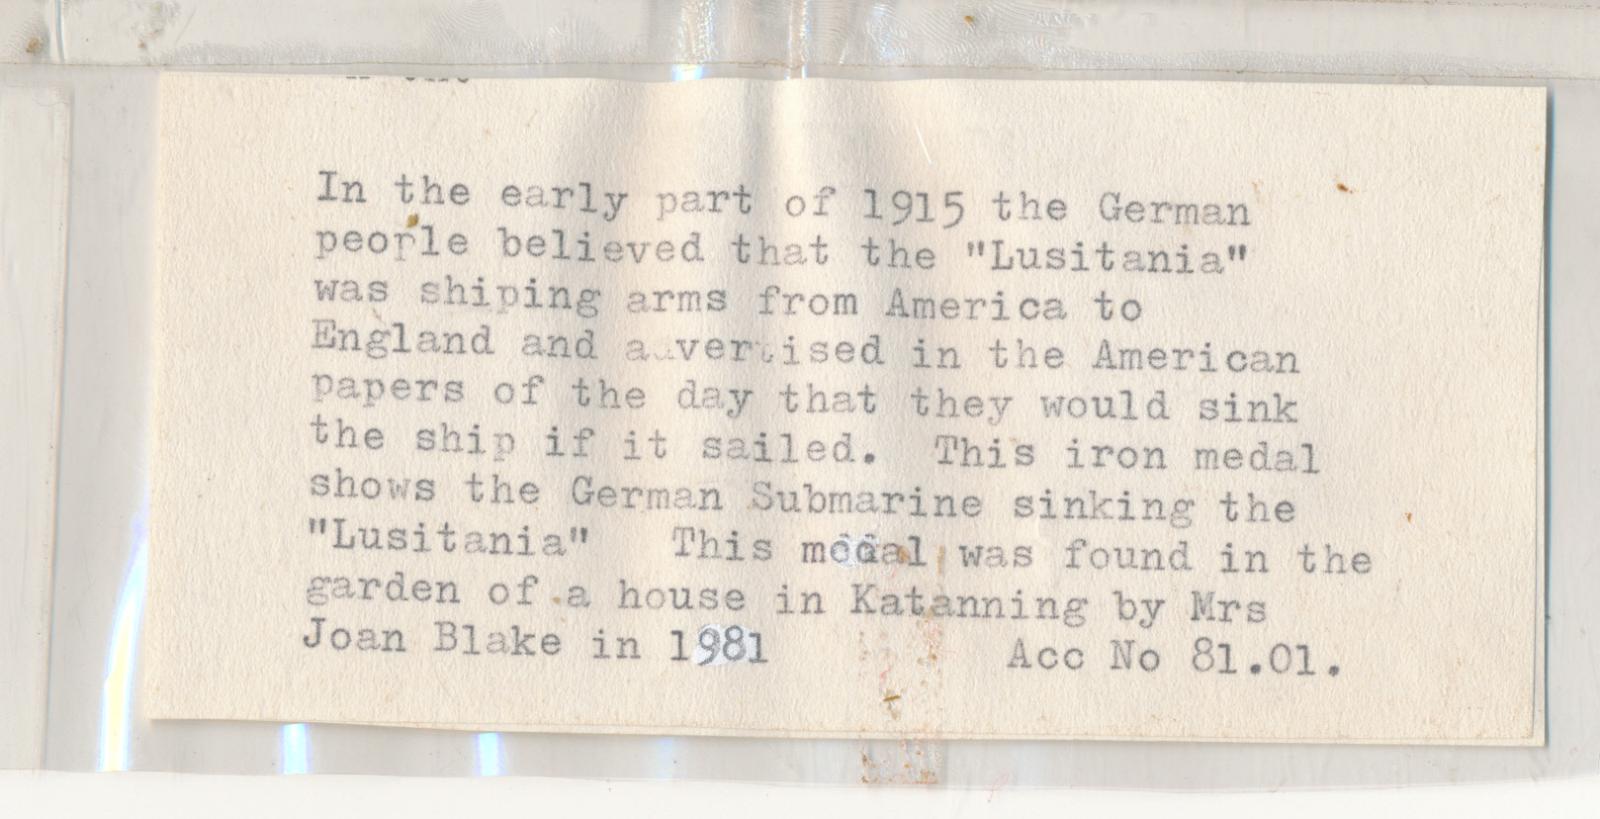 In the early part of 1915 the German
people believed that the "Lusitania"
was shiping arms from America to
England and advertised in the American
papers of the day that they would sink
the ship if it sailed. This iron medal
shows the German Submarine sinking the
"Lusitania" This medal was found in the
garden of a house in Katanning by Mrs
Joan Blake in 1981 Acc No 81.01.